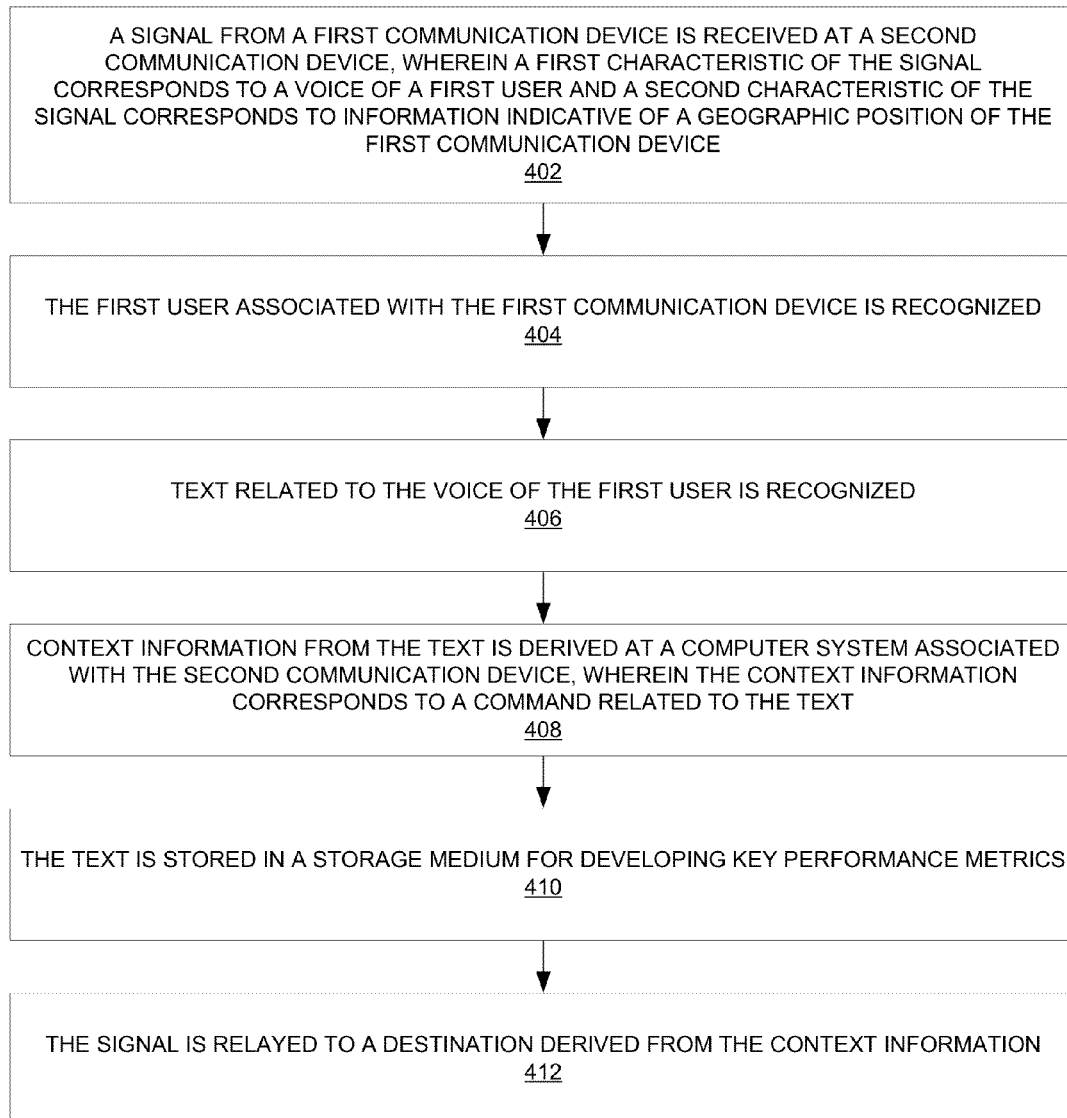 A SIGNAL FROM A FIRST COMMUNICATION DEVICE IS RECEIVED AT A SECOND
COMMUNICATION DEVICE, WHEREIN A FIRST CHARACTERISTIC OF THE SIGNAL
CORRESPONDS TO A VOICE OF A FIRST USER AND A SECOND CHARACTERISTIC OF THE
SIGNAL CORRESPONDS TO INFORMATION INDICATIVE OF A GEOGRAPHIC POSITION OF THE
FIRST COMMUNICATION DEVICE
402
THE FIRST USER ASSOCIATED WITH THE FIRST COMMUNICATION DEVICE IS RECOGNIZED
404
TEXT RELATED TO THE VOICE OF THE FIRST USER IS RECOGNIZED
406
CONTEXT INFORMATION FROM THE TEXT IS DERIVED AT A COMPUTER SYSTEM ASSOCIATED
WITH THE SECOND COMMUNICATION DEVICE, WHEREIN THE CONTEXT INFORMATION
CORRESPONDS TO A COMMAND RELATED TO THE TEXT
408
THE TEXT IS STORED IN A STORAGE MEDIUM FOR DEVELOPING KEY PERFORMANCE METRICS
410
THE SIGNAL IS RELAYED TO A DESTINATION DERIVED FROM THE CONTEXT INFORMATION
412